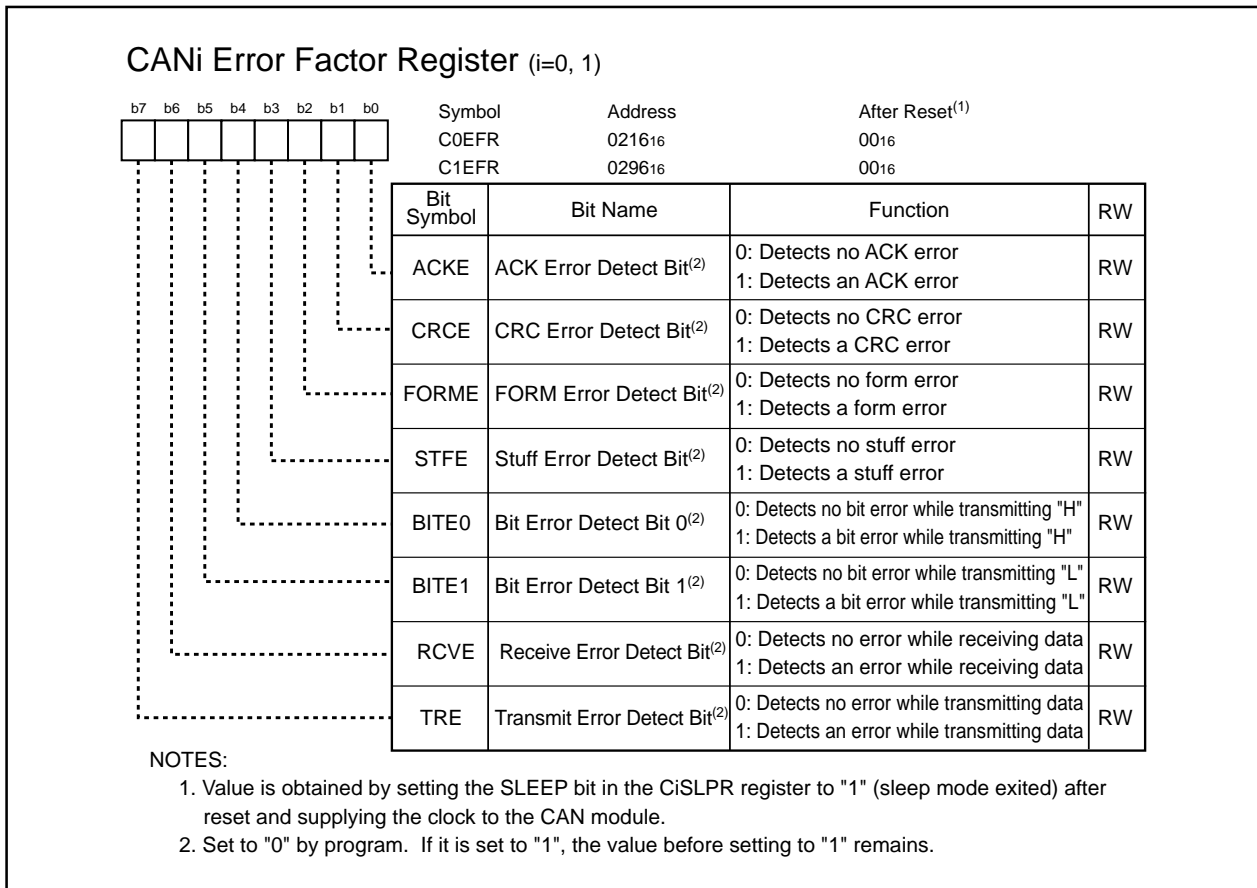 CANi Error Factor Register (i=0, 1)
b7 b6 b5 b4 b3 b2 b1 b0
Symbol Address After Reset(1)
C0EFR 021616 0016
C1EFR 029616 0016
Bit Symbol Bit Name Function RW
ACKE ACK Error Detect Bit(2) 0: Detects no ACK error
1: Detects an ACK error RW
CRCE CRC Error Detect Bit(2) 0: Detects no CRC error
1: Detects a CRC error RW
FORME FORM Error Detect Bit(2) 0: Detects no form error
1: Detects a form error RW
STFE Stuff Error Detect Bit(2) 0: Detects no stuff error
1: Detects a stuff error RW
BITE0 Bit Error Detect Bit 0(2) 0: Detects no bit error while transmitting "H"
1: Detects a bit error while transmitting "H" RW
BITE1 Bit Error Detect Bit 1(2) 0: Detects no bit error while transmitting "L"
1: Detects a bit error while transmitting "L" RW
RCVE Receive Error Detect Bit(2) 0: Detects no error while receiving data
1: Detects an error while receiving data RW
TRE Transmit Error Detect Bit(2) 0: Detects no error while transmitting data
1: Detects an error while transmitting data RW
NOTES:
1. Value is obtained by setting the SLEEP bit in the CiSLPR register to "1" (sleep mode exited) after
reset and supplying the clock to the CAN module.
2. Set to "0" by program. If it is set to "1", the value before setting to "1" remains.